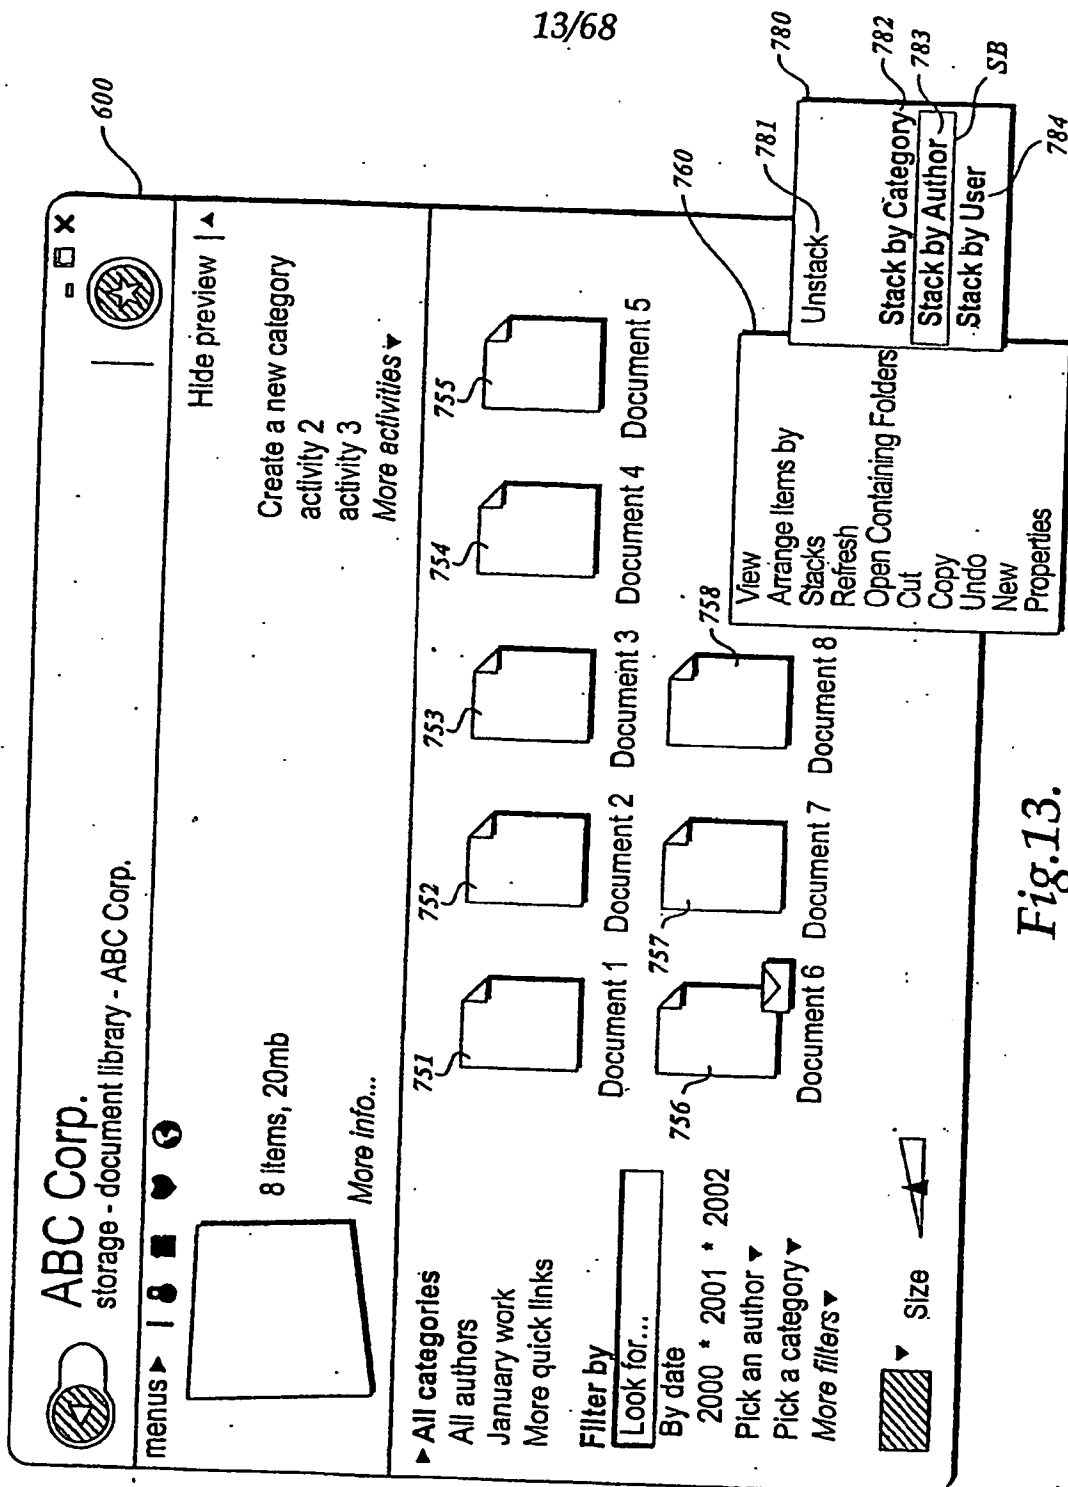 13/68
600
ABC Corp.
storage - document library - ABC Corp.
menus
8 items, 20mb
More info...
Hide preview
Create a new category
activity 2
activity 3
More activities
All categories
All authors
January work
More quick links
Filter by
Look for...
By date
2000 * 2001 * 2002
Pick an author
Pick a category
More filters
Size
751
752
753
754
755
Document 1
Document 2
Document 3
Document 4
Document 5
756
757
758
Document 6
Document 7
Document 8
760
View
Arrange Items by
Stacks
Refresh
Open Containing Folders
Cut
Copy
Undo
New
Properties
780
781
Unstack
Stack by Category
782
Stack by Author
783
SB
Stack by User
784
Fig.13.